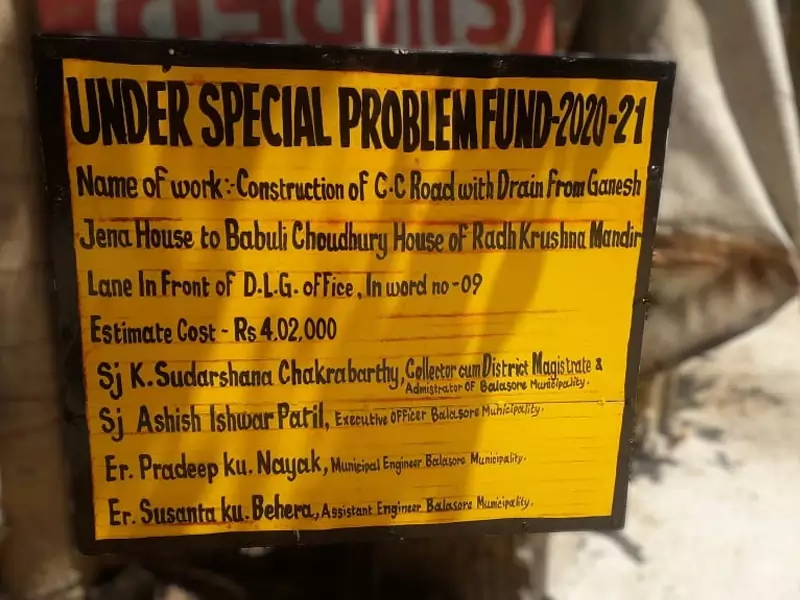 UNDER SPECIAL PROBLEM FUND-2020-21
Name of work:-Construction of C.C Road with Drain From Ganesh
Jena House to Babuli Choudhury House of Radh Krushna Mandir
Lane In Front of D.L.G. office, In word no-09
Estimate Cost - Rs 4,02,000
Sj K.Sudarshana Chakrabarthy, Collector cum District Magistrate &
Admistrator Of Balasore Municipality.
Sj Ashish Ishwar Patil, Executive Officer Balasore Municipality.
Er. Pradeep ku. Nayak, Municipal Engineer Balasore Municipality.
Er. Susanta ku. Behera, Assistant Engineer Balasore Municipality.